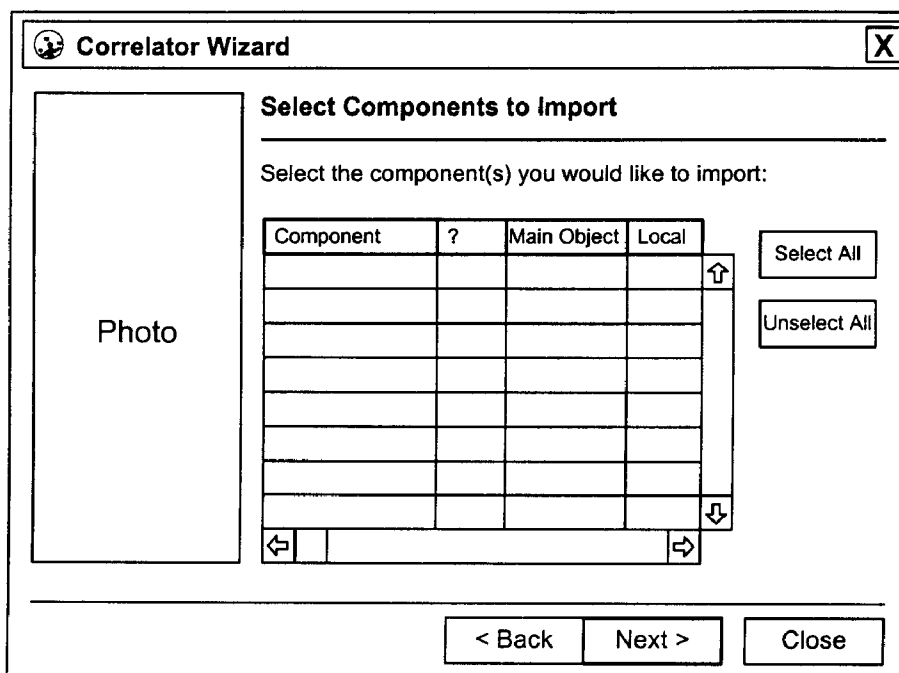 Correlator Wizard X
Select Components to Import
Select the component(s) you would like to import:
Component ? Main Object Local
Select All
Unselect All
Photo
< Back Next > Close